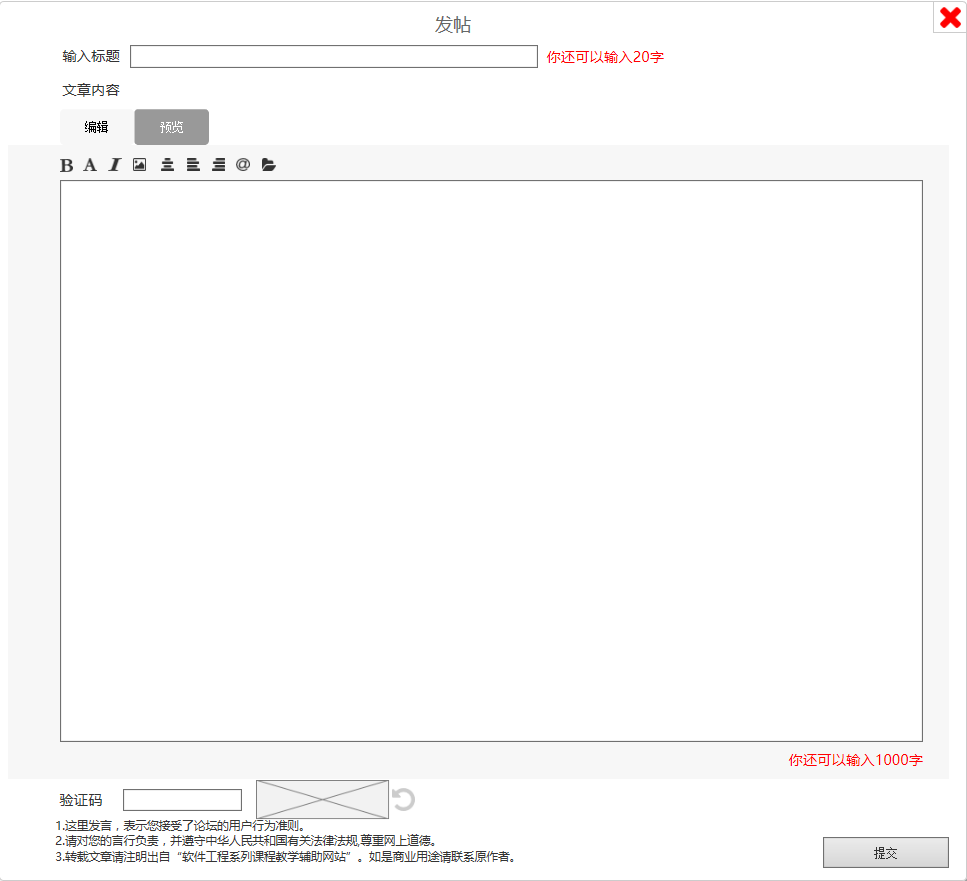 发帖
输入标题 你还可以输入20字
文章内容
编辑 预览
B A I @
你还可以输入1000字
验证码
1.这里发言，表示您接受了论坛的用户行为准则。
2.请对您的言行负责，并遵守中华人民共和国有关法律法规,尊重网上道德。
3.转载文章请注明出自“软件工程系列课程教学辅助网站”。如是商业用途请联系原作者。
提交